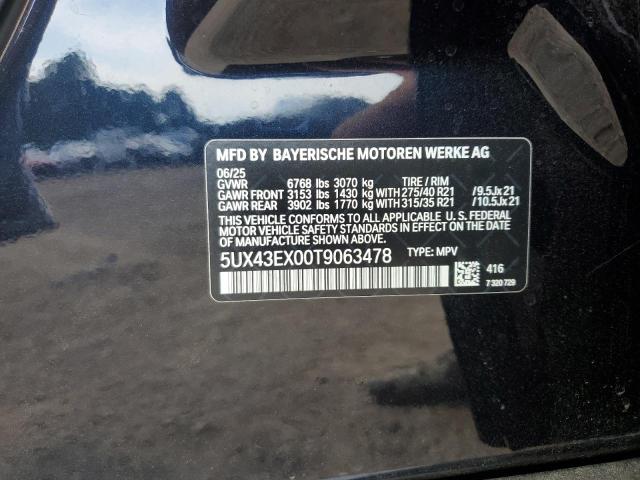 MFD BY BAYERISCHE MOTOREN WERKE AG
06/25
GVWR 6768 lbs 3070 kg TIRE / RIM
GAWR FRONT 3153 lbs 1430 kg WITH 275/40 R21 /9.5Jx21
GAWR REAR 3902 lbs 1770 kg WITH 315/35 R21 /10.5Jx21
THIS VEHICLE CONFORMS TO ALL APPLICABLE U. S. FEDERAL
MOTOR VEHICLE SAFETY STANDARDS IN EFFECT ON THE DATE
OF MANUFACTURE SHOWN ABOVE.
5UX43EX00T9063478 TYPE: MPV
416
7 320 729